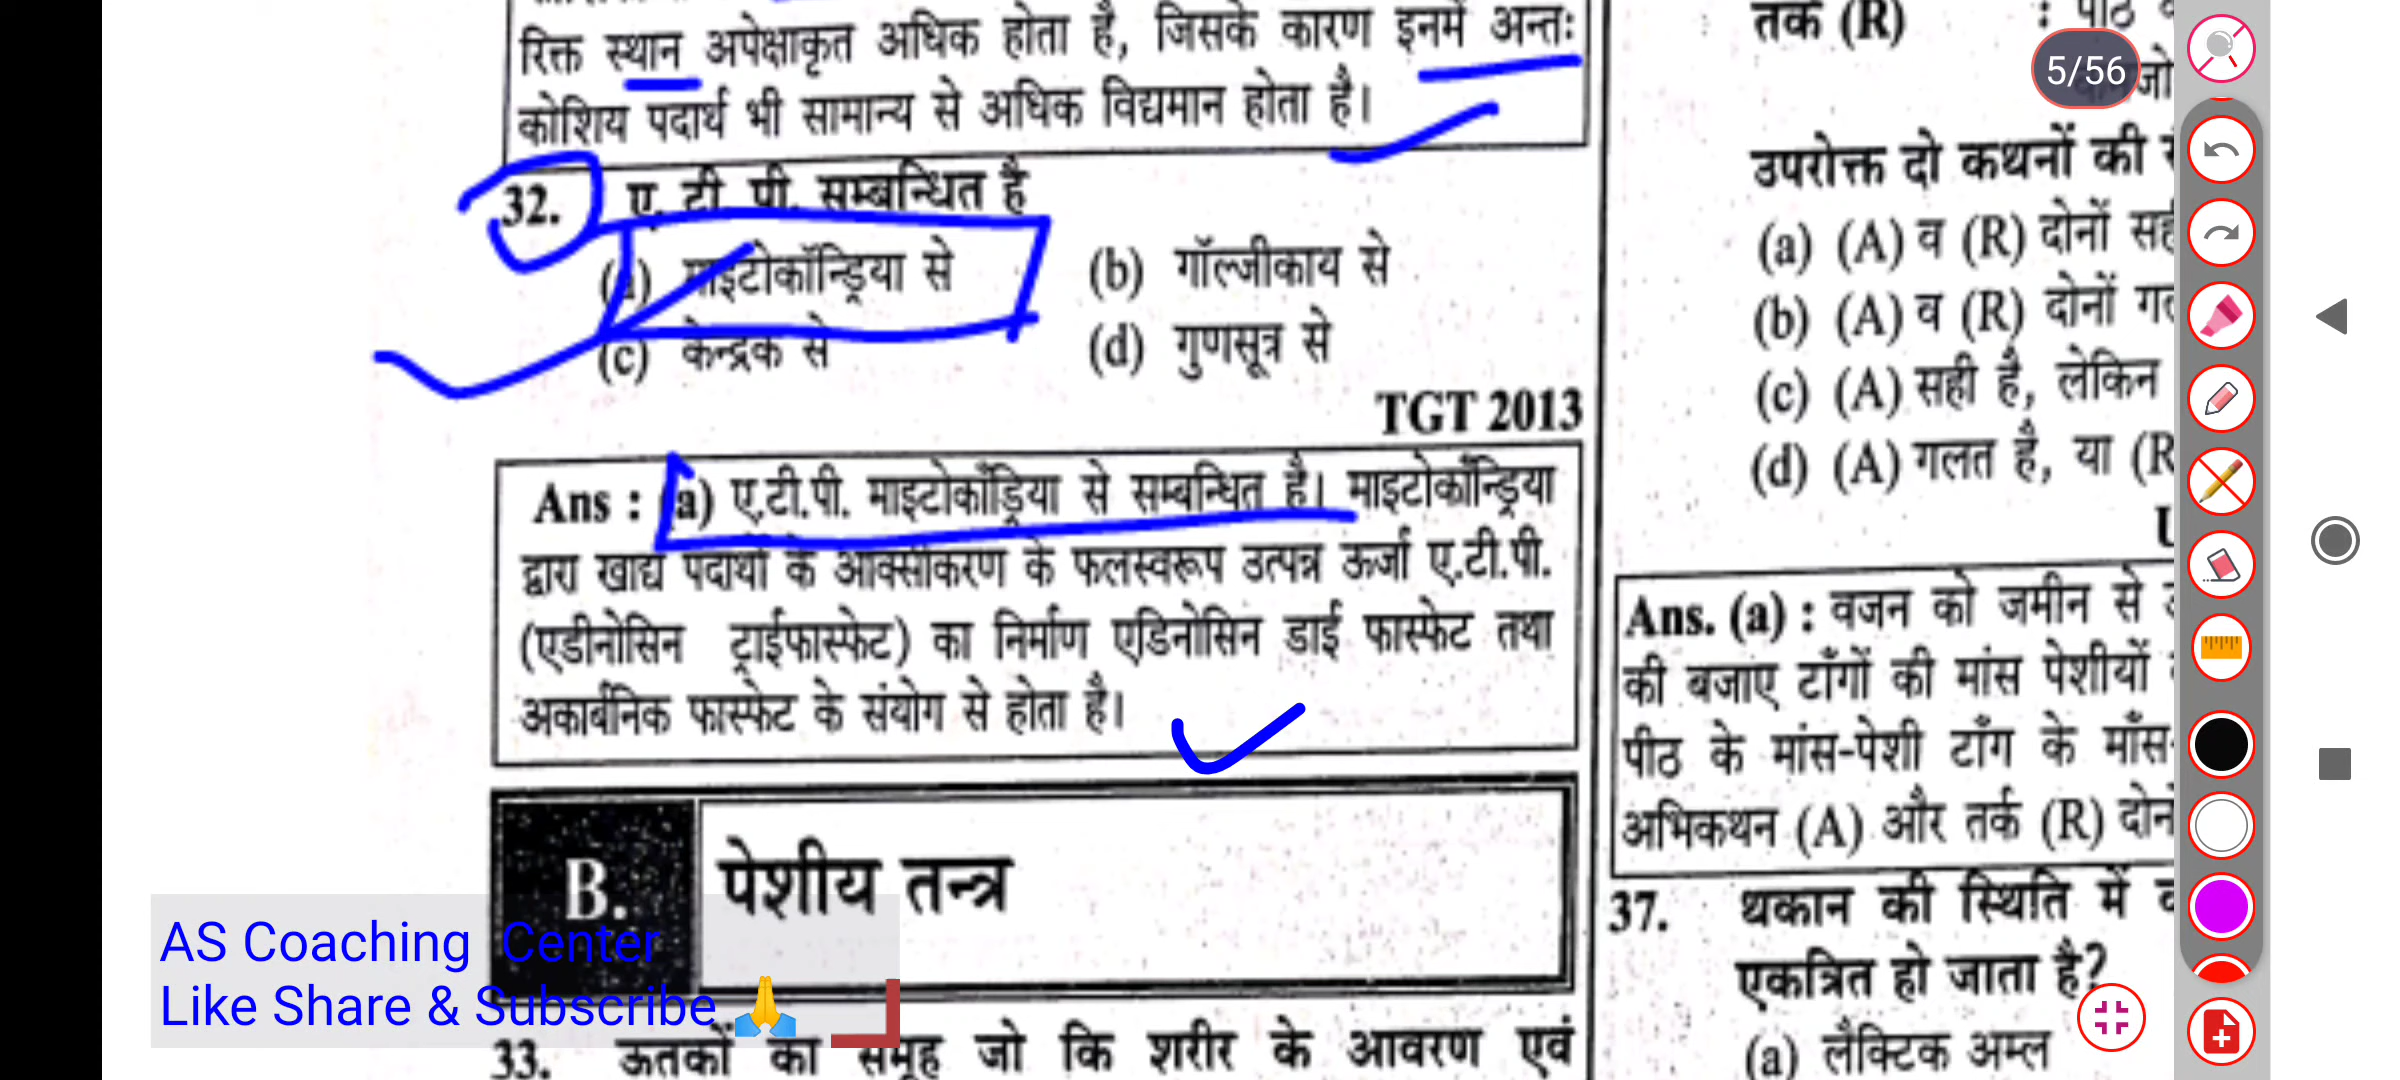 रिक्त स्थान अपेक्षाकृत अधिक होता है, जिसके कारण इनमें अन्तः
कोशिय पदार्थ भी सामान्य से अधिक विद्यमान होता है।
32. ए. टी. पी. सम्बन्धित है
(a) माइटोकॉन्ड्रिया से (b) गॉल्जीकाय से
(c) केन्द्रक से (d) गुणसूत्र से
TGT 2013
Ans : (a) ए.टी.पी. माइटोकॉंड्रिया से सम्बन्धित है। माइटोकॉन्ड्रिया
द्वारा खाद्य पदार्थों के ऑक्सीकरण के फलस्वरूप उत्पन्न ऊर्जा ए.टी.पी.
(एडीनोसिन ट्राईफास्फेट) का निर्माण एडिनोसिन डाई फास्फेट तथा
अकार्बनिक फास्फेट के संयोग से होता है।
B. पेशीय तन्त्र
33. ऊतकों का समूह जो कि शरीर के आवरण एवं
तर्क (R) : पीठ
उपरोक्त दो कथनों की
(a) (A) व (R) दोनों
(b) (A) व (R) दोनों
(c) (A) सही है, लेकिन
(d) (A) गलत है, या (R
Ans. (a) : वजन को जमीन से
की बजाए टाँगों की मांस पेशीयों
पीठ के मांस-पेशी टाँग के माँस-
अभिकथन (A) और तर्क (R)
37. थकान की स्थिति में
एकत्रित हो जाता है?
(a) लैक्टिक अम्ल
5/56
AS Coaching Center
Like Share & Subscribe